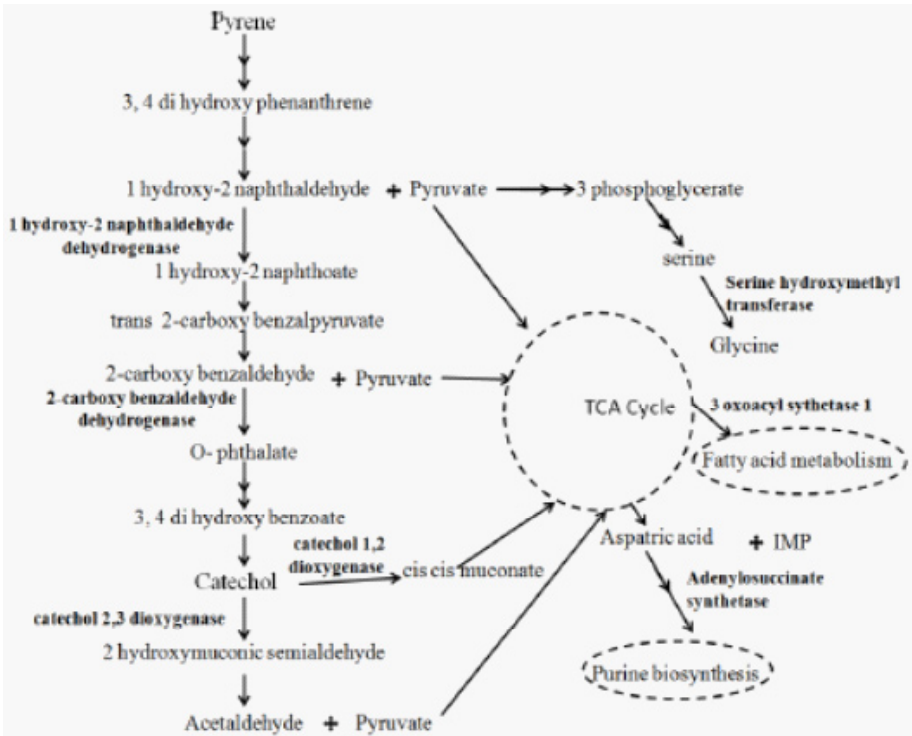 Pyrene
3, 4 di hydroxy phenanthrene
1 hydroxy-2 naphthaldehyde + Pyruvate
3 phosphoglycerate
1 hydroxy-2 naphthaldehyde
dehydrogenase
serine
1 hydroxy-2 naphthoate
Serine hydroxymethyl
transferase
trans 2-carboxy benzalpyruvate
Glycine
2-carboxy benzaldehyde + Pyruvate
2-carboxy benzaldehyde
dehydrogenase
TCA Cycle
3 oxoacyl sythetase 1
O- phthalate
Fatty acid metabolism
3, 4 di hydroxy benzoate
catechol 1,2
dioxygenase
Aspatric acid + IMP
Catechol
cis cis muconate
Adenylosuccinate
synthetase
catechol 2,3 dioxygenase
2 hydroxymuconic semialdehyde
Purine biosynthesis
Acetaldehyde + Pyruvate